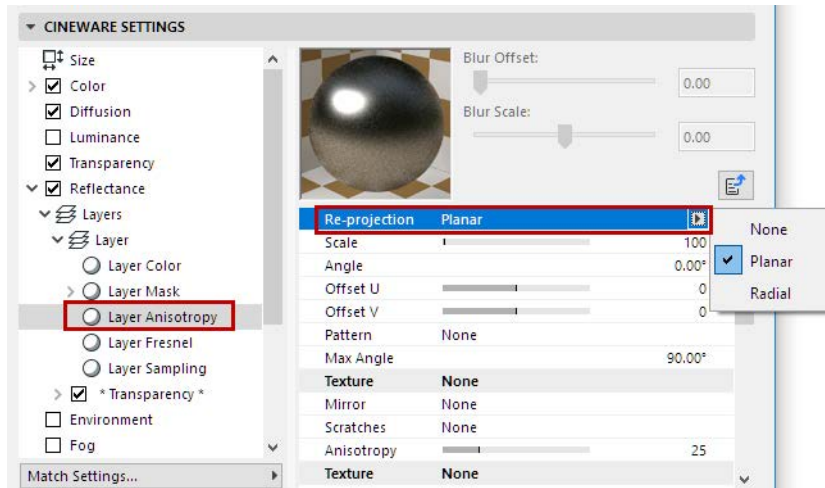 CINEWARE SETTINGS
Size
Color
Diffusion
Luminance
Transparency
Reflectance
Layers
Layer
Layer Color
Layer Mask
Layer Anisotropy
Layer Fresnel
Layer Sampling
* Transparency *
Environment
Fog
Match Settings...
Blur Offset:
0.00
Blur Scale:
0.00
Re-projection Planar
Scale 100
Angle 0.00°
Offset U 0
Offset V 0
Pattern None
Max Angle 90.00°
Texture None
Mirror None
Scratches None
Anisotropy 25
Texture None
None
Planar
Radial